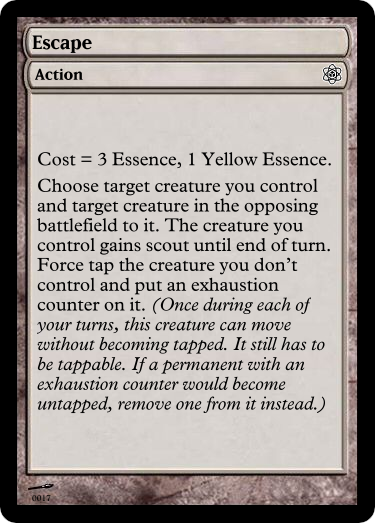 Escape
Action
Cost = 3 Essence, 1 Yellow Essence.
Choose target creature you control
and target creature in the opposing
battlefield to it. The creature you
control gains scout until end of turn.
Force tap the creature you don't
control and put an exhaustion
counter on it. (Once during each of
your turns, this creature can move
without becoming tapped. It still has to
be tappable. If a permanent with an
exhaustion counter would become
untapped, remove one from it instead.)
0017